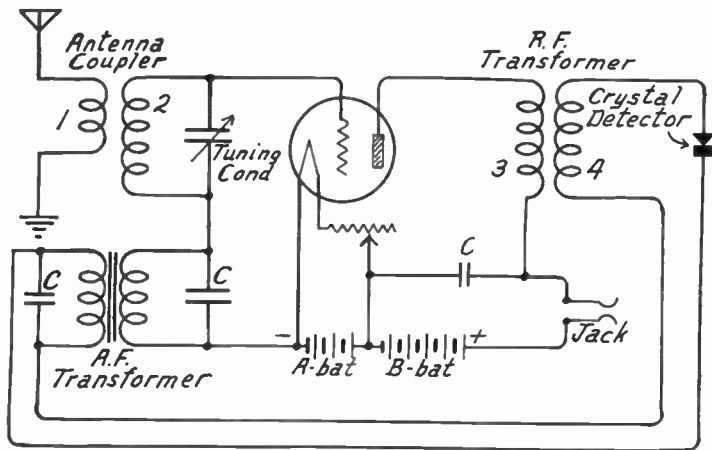 Antenna
Coupler
R.F.
Transformer
Crystal
Detector
1
2
Tuning
Cond
3
4
C
C
C
-
+
A-bat
B-bat
Jack
A.F.
Transformer